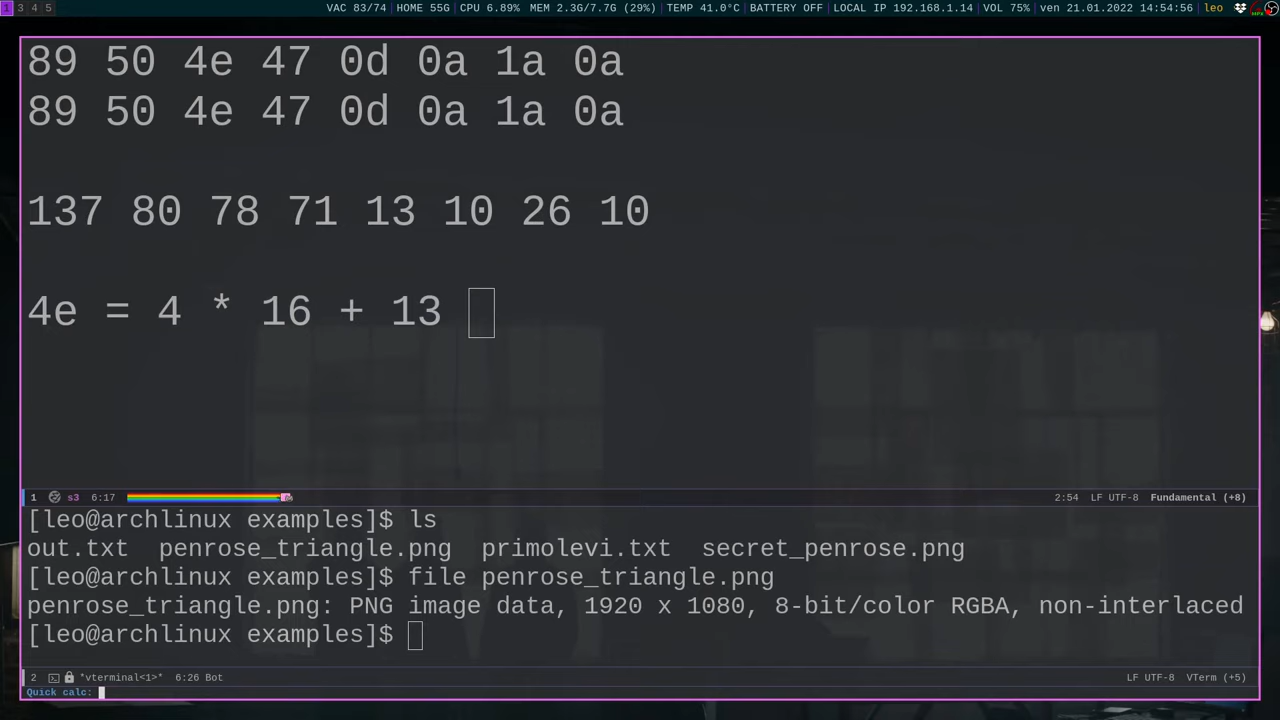 1 3 4 5 VAC 83/74 HOME 55G CPU 6.89% MEM 2.3G/7.7G (29%) TEMP 41.0°C BATTERY OFF LOCAL IP 192.168.1.14 VOL 75% ven 21.01.2022 14:54:56 leo
89 50 4e 47 0d 0a 1a 0a
89 50 4e 47 0d 0a 1a 0a
137 80 78 71 13 10 26 10
4e = 4 * 16 + 13
1 s3 6:17 2:54 LF UTF-8 Fundamental (+8)
[leo@archlinux examples]$ ls
out.txt penrose_triangle.png primolevi.txt secret_penrose.png
[leo@archlinux examples]$ file penrose_triangle.png
penrose_triangle.png: PNG image data, 1920 x 1080, 8-bit/color RGBA, non-interlaced
[leo@archlinux examples]$
2 *vterminal<1>* 6:26 Bot LF UTF-8 VTerm (+5)
Quick calc: